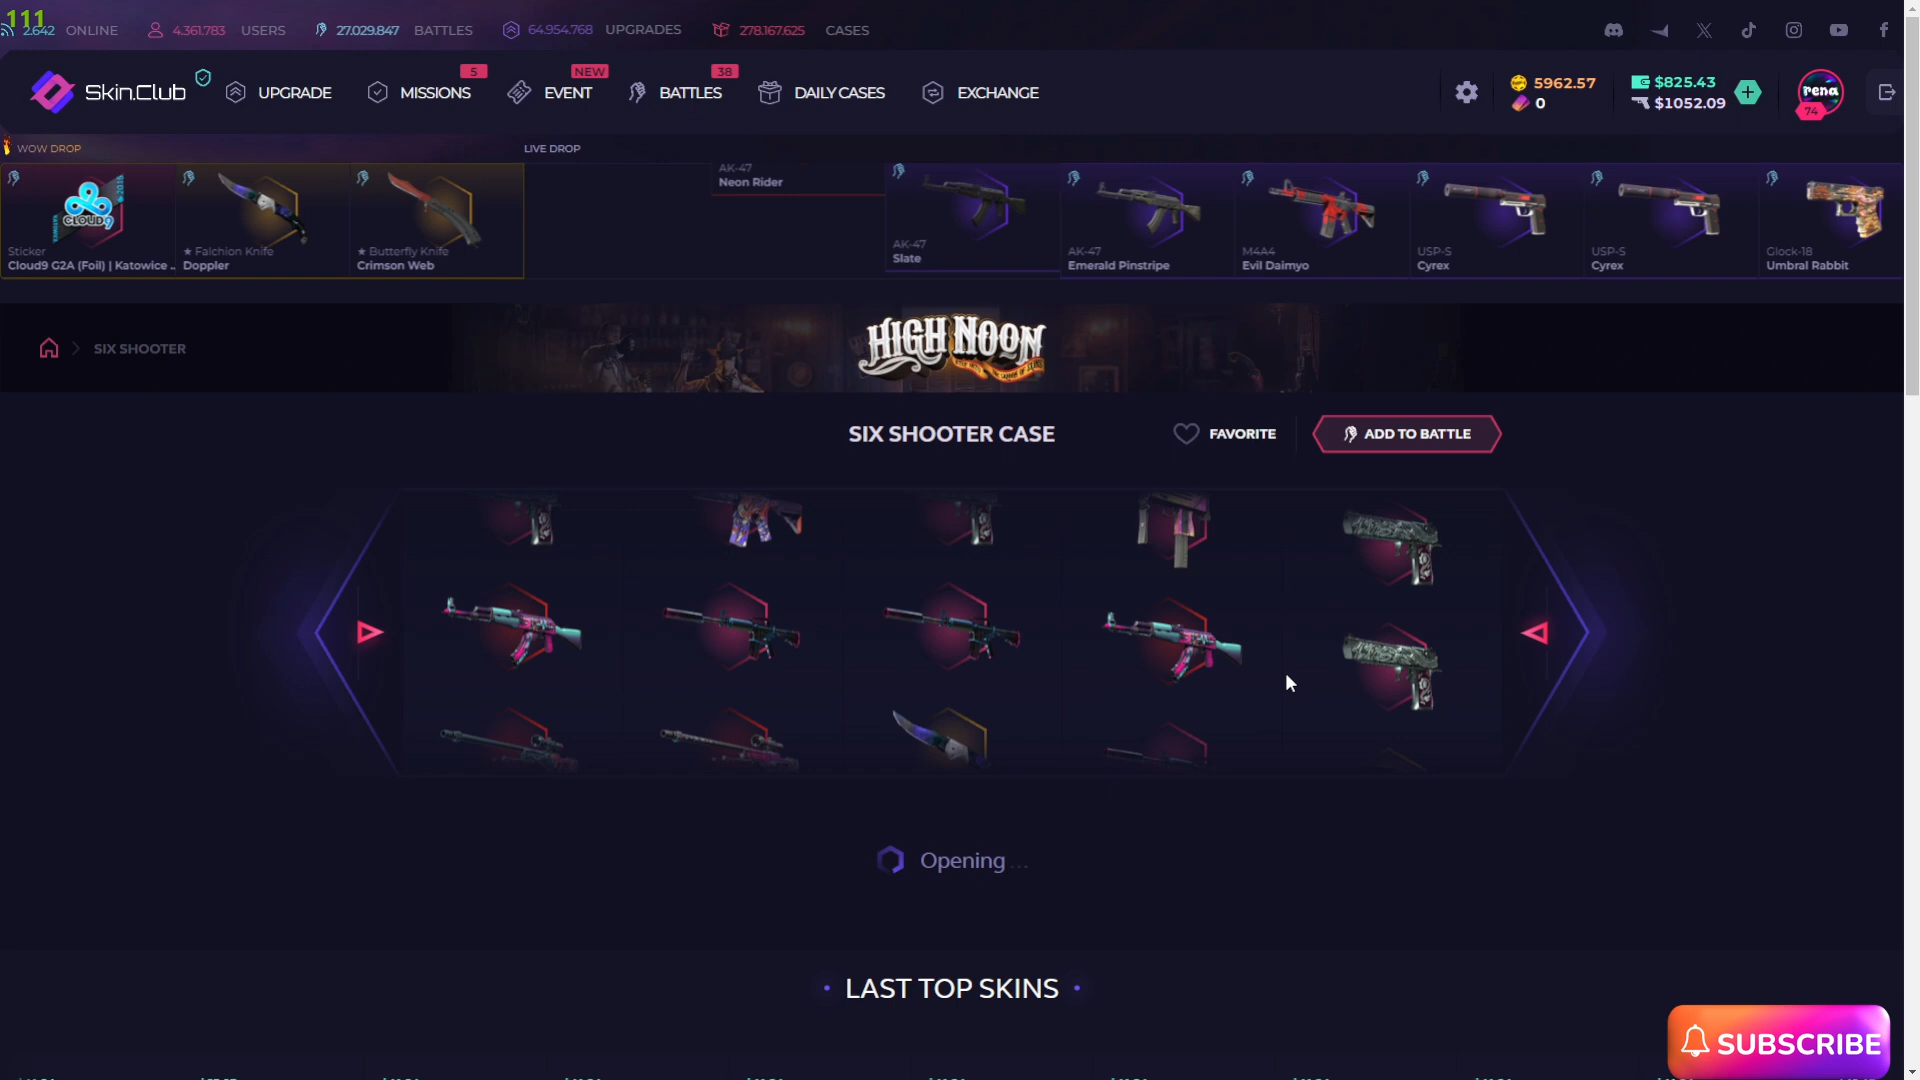 111
2.642 ONLINE 4.361.783 USERS 27.029.847 BATTLES 64.954.768 UPGRADES 278.167.625 CASES
Skin.Club
UPGRADE
5
MISSIONS
NEW
EVENT
38
BATTLES
DAILY CASES
EXCHANGE
5962.57
0
$825.43
$1052.09
rena
74
WOW DROP
LIVE DROP
Sticker
Cloud9 G2A (Foil) | Katowice ..
★ Falchion Knife
Doppler
★ Butterfly Knife
Crimson Web
AK-47
Neon Rider
AK-47
Slate
AK-47
Emerald Pinstripe
M4A4
Evil Daimyo
USP-S
Cyrex
USP-S
Cyrex
Glock-18
Umbral Rabbit
SIX SHOOTER
HIGH NOON
SIX SHOOTER CASE
FAVORITE
ADD TO BATTLE
Opening ...
LAST TOP SKINS
SUBSCRIBE